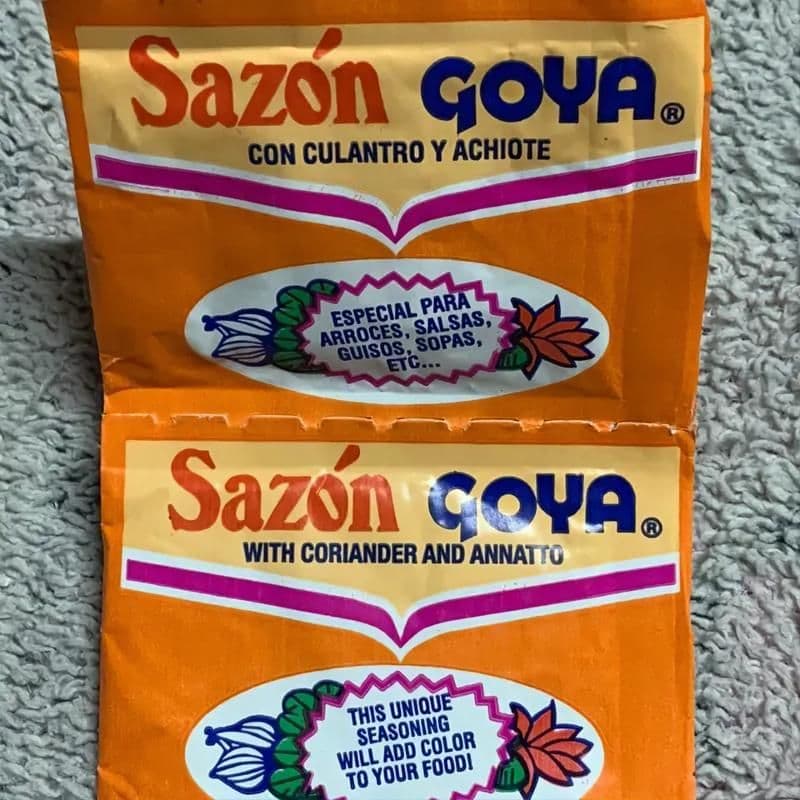 Sazón GOYA®
CON CULANTRO Y ACHIOTE
ESPECIAL PARA
ARROCES, SALSAS,
GUISOS, SOPAS,
ETC...
Sazón GOYA®
WITH CORIANDER AND ANNATTO
THIS UNIQUE
SEASONING
WILL ADD COLOR
TO YOUR FOOD!